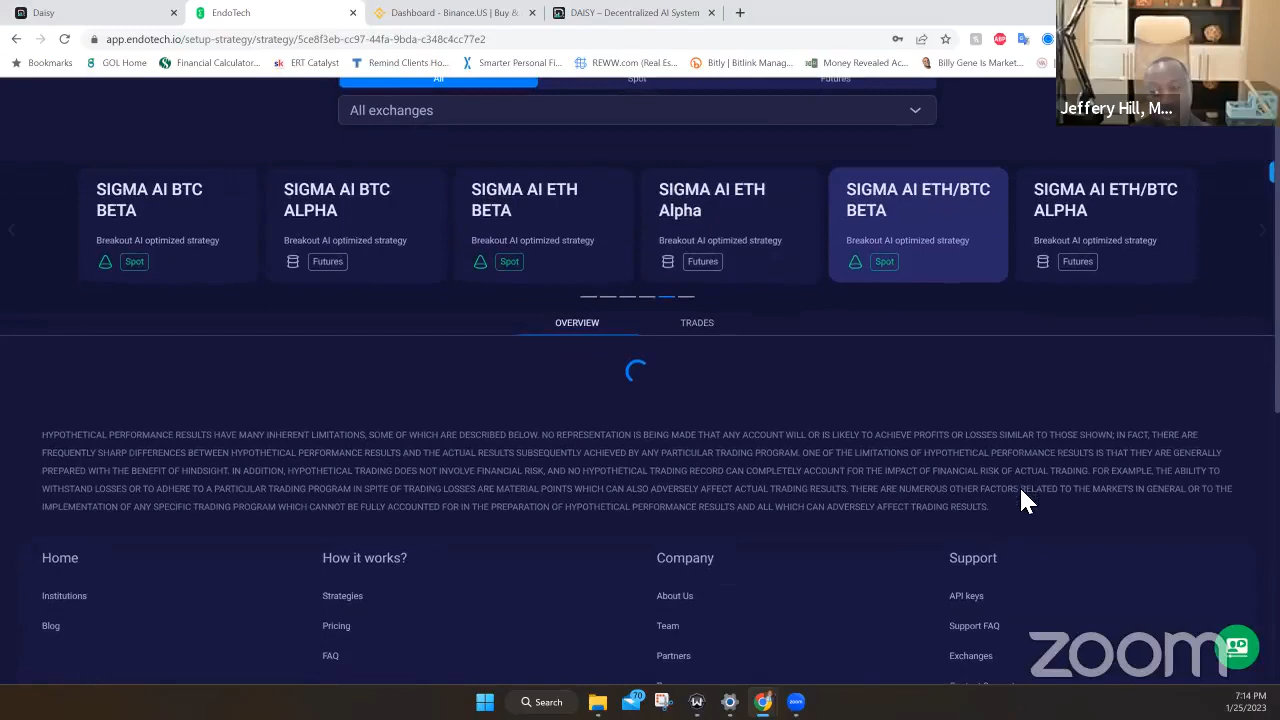 Daisy
EndoTech
DAISY – Decentralized AI System
app.endotech.io/setup-strategy/strategy/5ce8f3eb-cc97-44fa-9bda-c348c4cc77e2
Bookmarks
GOL Home
Financial Calculator...
ERT Catalyst
Remind Clients Ho...
Smarter Personal Fi...
REWW.com (Real E...
Bitly | Bitlink Manag...
Money Revealed Ac...
Billy Gene Is Market...
Jeffery Hill, M...
All
Spot
Futures
All exchanges
SIGMA AI BTC
BETA
Breakout AI optimized strategy
Spot
SIGMA AI BTC
ALPHA
Breakout AI optimized strategy
Futures
SIGMA AI ETH
BETA
Breakout AI optimized strategy
Spot
SIGMA AI ETH
Alpha
Breakout AI optimized strategy
Futures
SIGMA AI ETH/BTC
BETA
Breakout AI optimized strategy
Spot
SIGMA AI ETH/BTC
ALPHA
Breakout AI optimized strategy
Futures
OVERVIEW
TRADES
HYPOTHETICAL PERFORMANCE RESULTS HAVE MANY INHERENT LIMITATIONS, SOME OF WHICH ARE DESCRIBED BELOW. NO REPRESENTATION IS BEING MADE THAT ANY ACCOUNT WILL OR IS LIKELY TO ACHIEVE PROFITS OR LOSSES SIMILAR TO THOSE SHOWN; IN FACT, THERE ARE
FREQUENTLY SHARP DIFFERENCES BETWEEN HYPOTHETICAL PERFORMANCE RESULTS AND THE ACTUAL RESULTS SUBSEQUENTLY ACHIEVED BY ANY PARTICULAR TRADING PROGRAM. ONE OF THE LIMITATIONS OF HYPOTHETICAL PERFORMANCE RESULTS IS THAT THEY ARE GENERALLY
PREPARED WITH THE BENEFIT OF HINDSIGHT. IN ADDITION, HYPOTHETICAL TRADING DOES NOT INVOLVE FINANCIAL RISK, AND NO HYPOTHETICAL TRADING RECORD CAN COMPLETELY ACCOUNT FOR THE IMPACT OF FINANCIAL RISK OF ACTUAL TRADING. FOR EXAMPLE, THE ABILITY TO
WITHSTAND LOSSES OR TO ADHERE TO A PARTICULAR TRADING PROGRAM IN SPITE OF TRADING LOSSES ARE MATERIAL POINTS WHICH CAN ALSO ADVERSELY AFFECT ACTUAL TRADING RESULTS. THERE ARE NUMEROUS OTHER FACTORS RELATED TO THE MARKETS IN GENERAL OR TO THE
IMPLEMENTATION OF ANY SPECIFIC TRADING PROGRAM WHICH CANNOT BE FULLY ACCOUNTED FOR IN THE PREPARATION OF HYPOTHETICAL PERFORMANCE RESULTS AND ALL WHICH CAN ADVERSELY AFFECT TRADING RESULTS.
Home
Institutions
Blog
How it works?
Strategies
Pricing
FAQ
Company
About Us
Team
Partners
Support
API keys
Support FAQ
Exchanges
zoom
Search
70
zoom
7:14 PM
1/25/2023